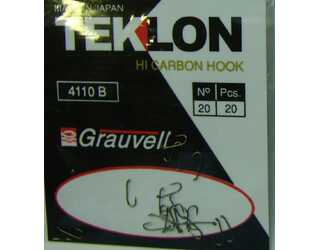 MADE IN JAPAN
TEKLON
HI CARBON HOOK
4110 B
Nº Pcs.
20 20
Grauvell